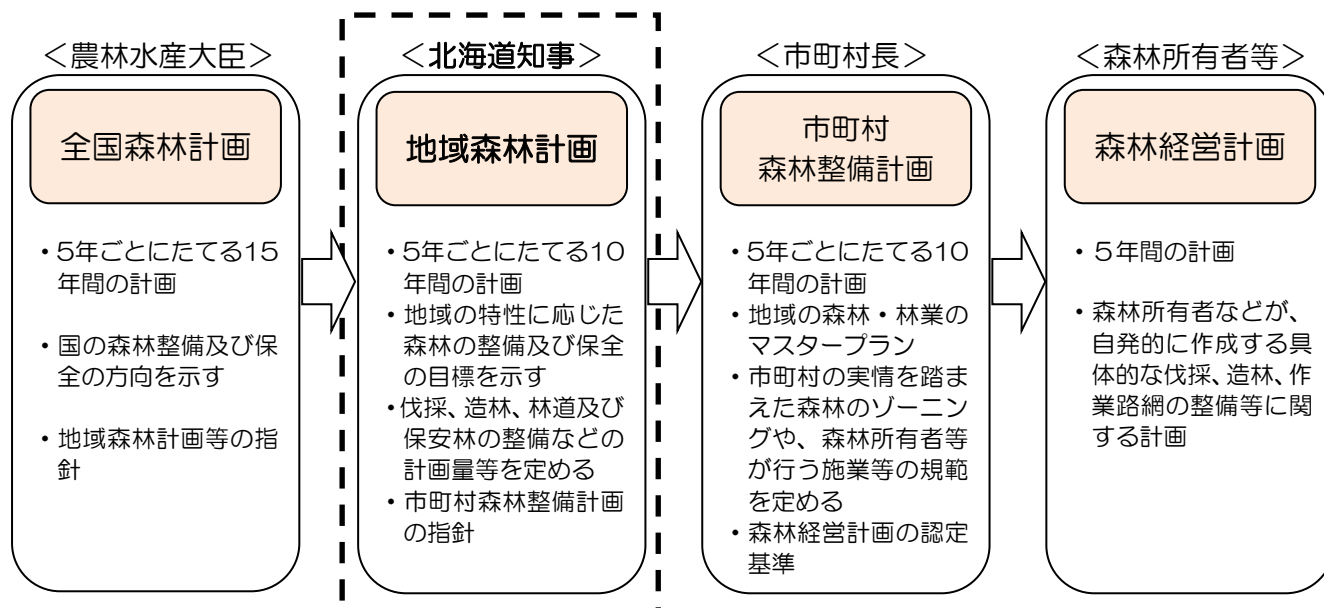 <農林水産大臣>
全国森林計画
・5年ごとにたてる15
年間の計画
・国の森林整備及び保
全の方向を示す
・地域森林計画等の指
針
<北海道知事>
地域森林計画
・5年ごとにたてる10
年間の計画
・地域の特性に応じた
森林の整備及び保全
の目標を示す
・伐採、造林、林道及び
保安林の整備などの
計画量等を定める
・市町村森林整備計画
の指針
<市町村長>
市町村
森林整備計画
・5年ごとにたてる10
年間の計画
・地域の森林・林業の
マスタープラン
・市町村の実情を踏ま
えた森林のゾーニン
グや、森林所有者等
が行う施業等の規範
を定める
・森林経営計画の認定
基準
<森林所有者等>
森林経営計画
・５年間の計画
・森林所有者などが、
自発的に作成する具
体的な伐採、造林、作
業路網の整備等に関
する計画